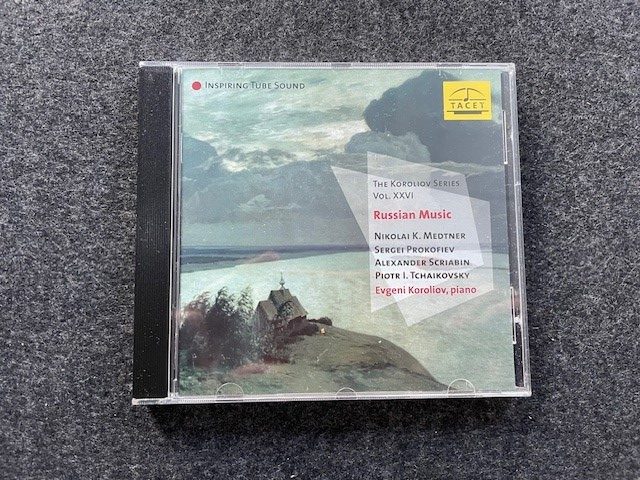 INSPIRING TUBE SOUND
TACET
THE KOROLIOV SERIES
VOL. XXVI
Russian Music
NIKOLAI K. MEDTNER
SERGEI PROKOFIEV
ALEXANDER SCRIABIN
PIOTR I. TCHAIKOVSKY
Evgeni Koroliov, piano